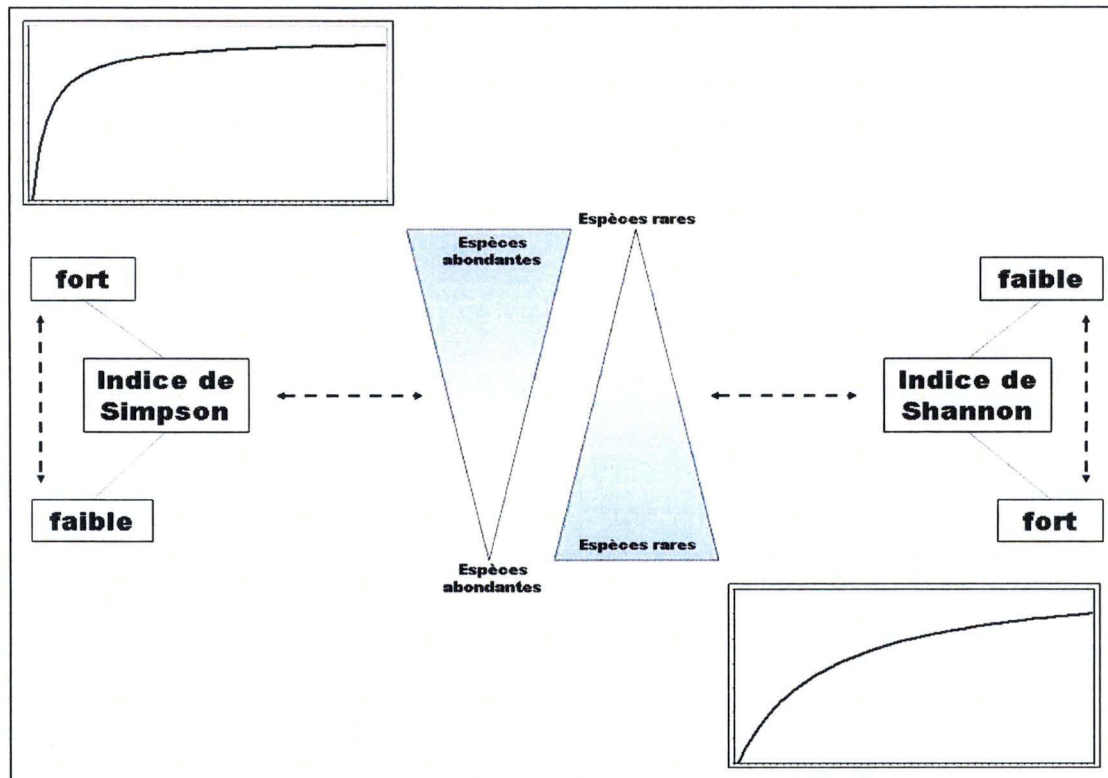 Espèces rares
Espèces
abondantes
fort
faible
Indice de
Simpson
Indice de
Shannon
faible
fort
Espèces rares
Espèces
abondantes